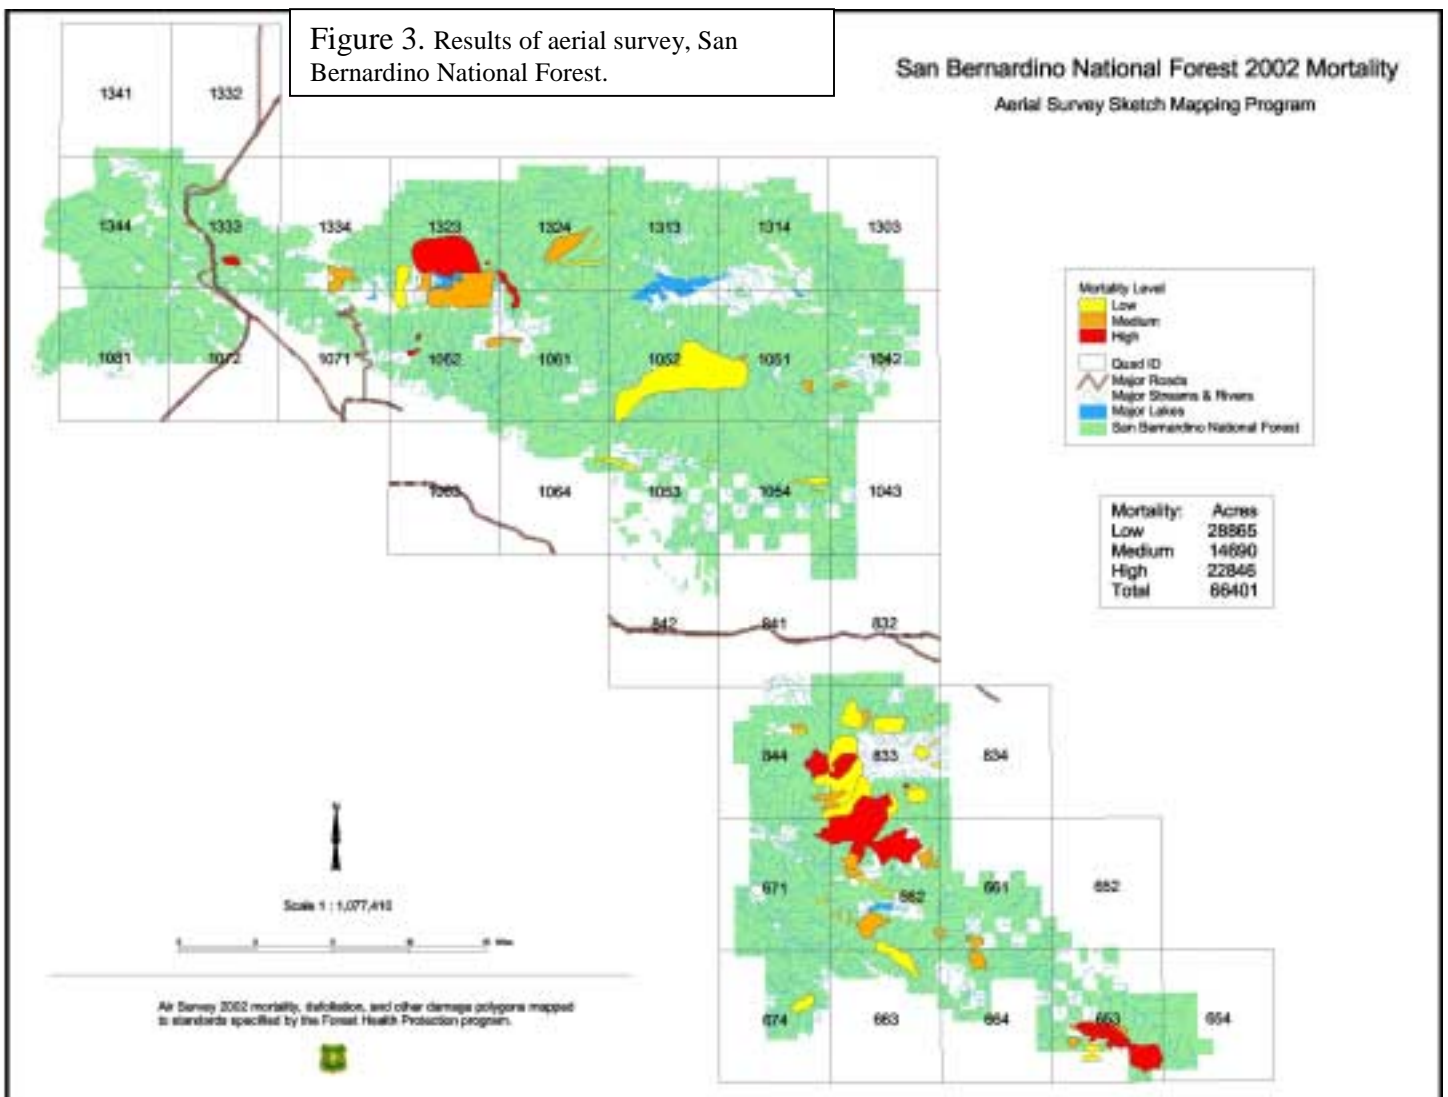 Figure 3. Results of aerial survey, San
Bernardino National Forest.
San Bernardino National Forest 2002 Mortality
Aerial Survey Sketch Mapping Program
1341
1332
1344
1333
1334
1323
1324
1313
1314
1303
1081
1072
1071
1062
1061
1052
1051
1042
1063
1064
1053
1054
1043
842
841
832
844
833
834
671
662
661
652
674
663
664
653
654
Mortality Level
Low
Medium
High
Quad ID
Major Roads
Major Streams & Rivers
Major Lakes
San Bernardino National Forest
Mortality: Acres
Low 28865
Medium 14690
High 22846
Total 66401
N
Scale 1 : 1,077,410
Miles
Air Survey 2002 mortality, defoliation, and other damage polygons mapped
to standards specified by the Forest Health Protection program.